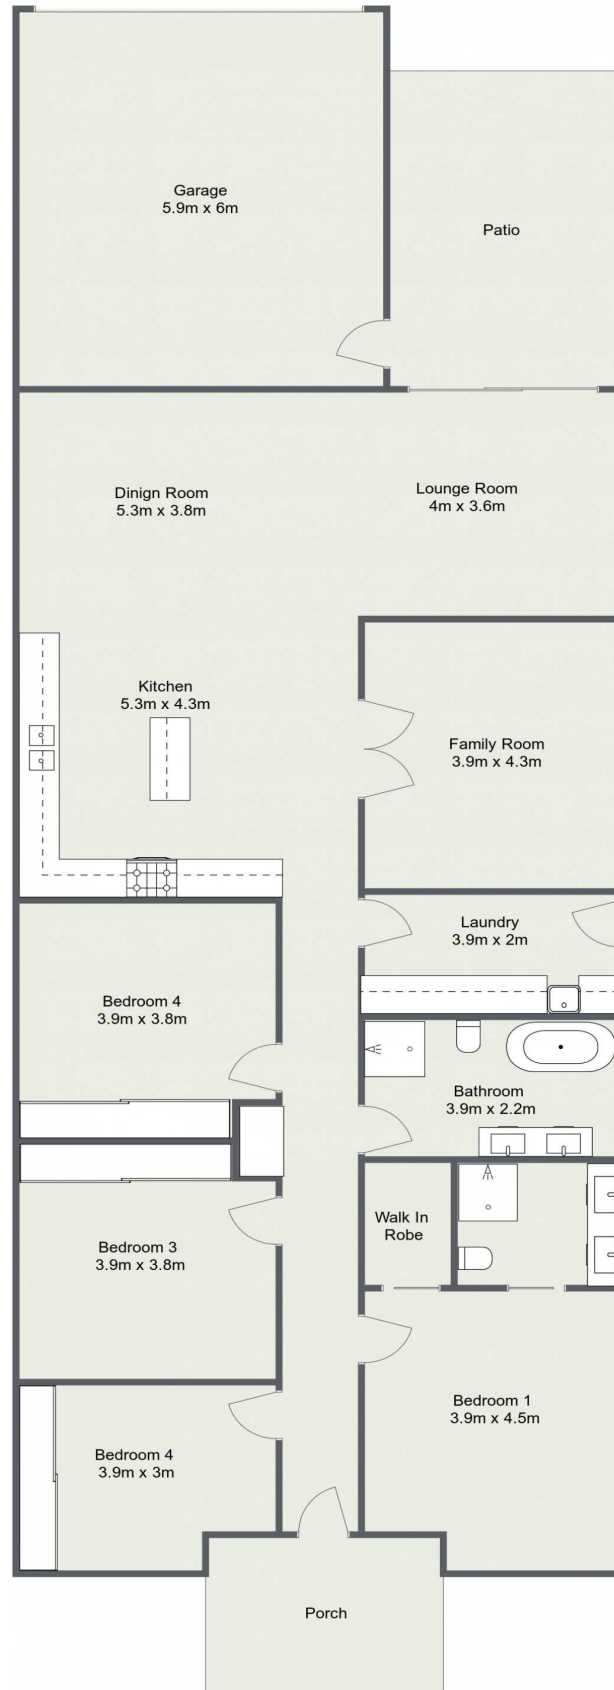 Garage
5.9m x 6m
Patio
Dinign Room
5.3m x 3.8m
Lounge Room
4m x 3.6m
Kitchen
5.3m x 4.3m
Family Room
3.9m x 4.3m
Laundry
3.9m x 2m
Bedroom 4
3.9m x 3.8m
Bathroom
3.9m x 2.2m
Walk In
Robe
Bedroom 3
3.9m x 3.8m
Bedroom 1
3.9m x 4.5m
Bedroom 4
3.9m x 3m
Porch